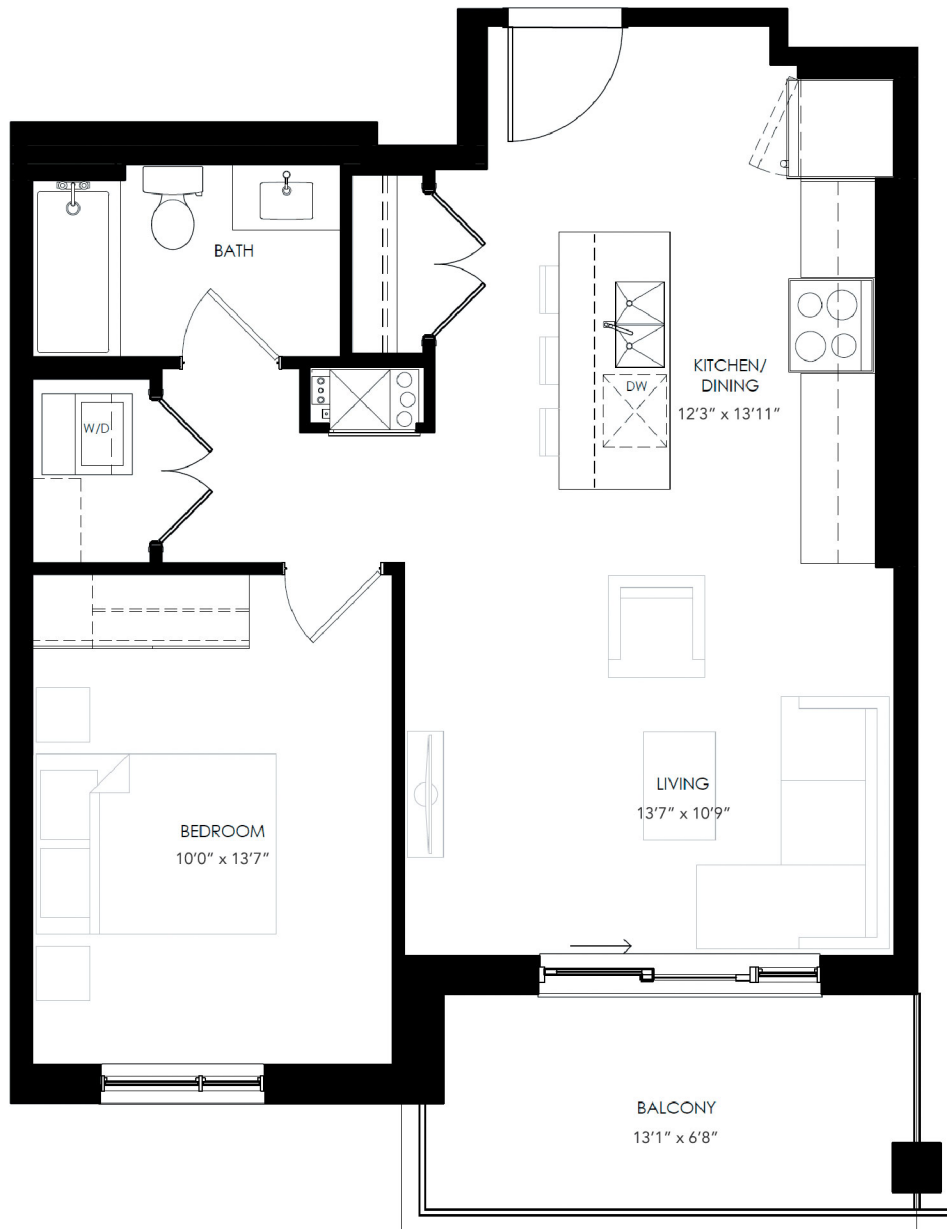 BATH
KITCHEN/
DINING
12'3" x 13'11"
DW
W/D
LIVING
13'7" x 10'9"
BEDROOM
10'0" x 13'7"
BALCONY
13'1" x 6'8"